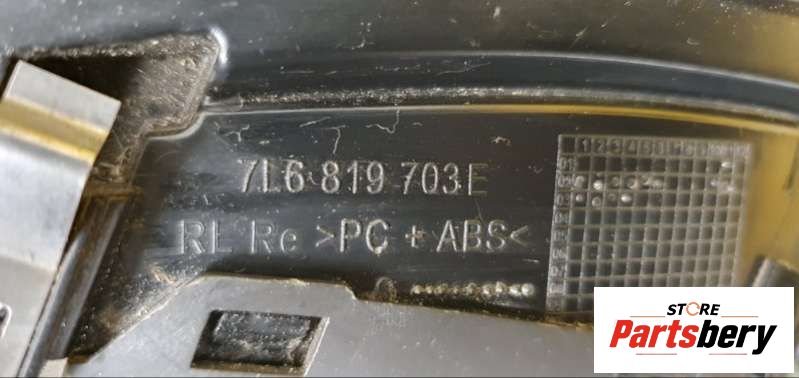 7L6 819 703E
RL Re >PC + ABS<
STORE
Partsbery